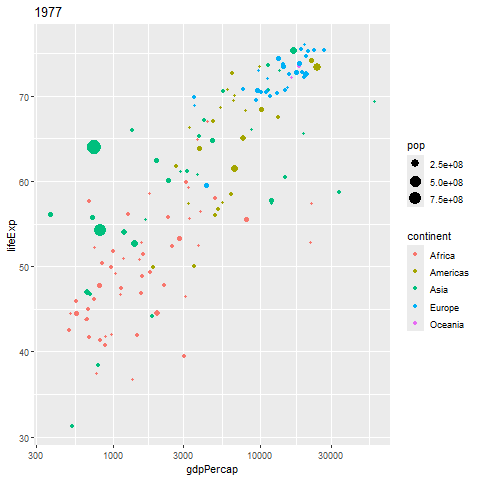 1977
lifeExp
70
60
50
40
30
300
1000
3000
10000
30000
gdpPercap
pop
2.5e+08
5.0e+08
7.5e+08
continent
Africa
Americas
Asia
Europe
Oceania